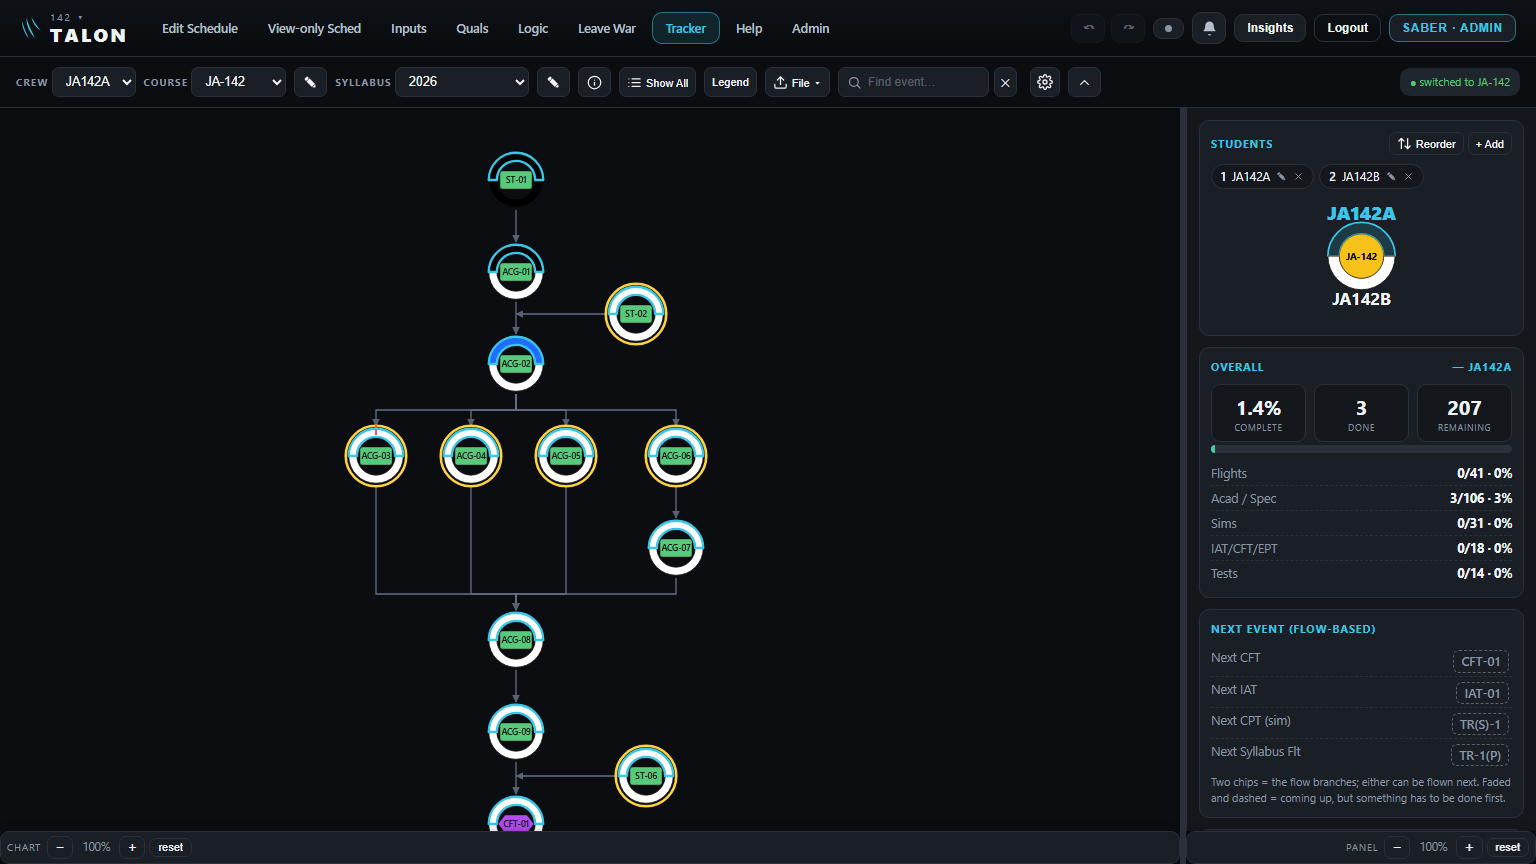 142
TALON
Edit Schedule
View-only Sched
Inputs
Quals
Logic
Leave War
Tracker
Help
Admin
Insights
Logout
SABER · ADMIN
CREW
JA142A
COURSE
JA-142
SYLLABUS
2026
Show All
Legend
File
Find event...
switched to JA-142
ST-01
ACG-01
ST-02
ACG-02
ACG-03
ACG-04
ACG-05
ACG-06
ACG-07
ACG-08
ACG-09
ST-06
CFT-01
STUDENTS
Reorder
+ Add
1 JA142A
2 JA142B
JA142A
JA-142
JA142B
OVERALL
— JA142A
1.4%
COMPLETE
3
DONE
207
REMAINING
Flights 0/41 · 0%
Acad / Spec 3/106 · 3%
Sims 0/31 · 0%
IAT/CFT/EPT 0/18 · 0%
Tests 0/14 · 0%
NEXT EVENT (FLOW-BASED)
Next CFT CFT-01
Next IAT IAT-01
Next CPT (sim) TR(S)-1
Next Syllabus Flt TR-1(P)
Two chips = the flow branches; either can be flown next. Faded
and dashed = coming up, but something has to be done first.
CHART − 100% + reset
PANEL − 100% + reset